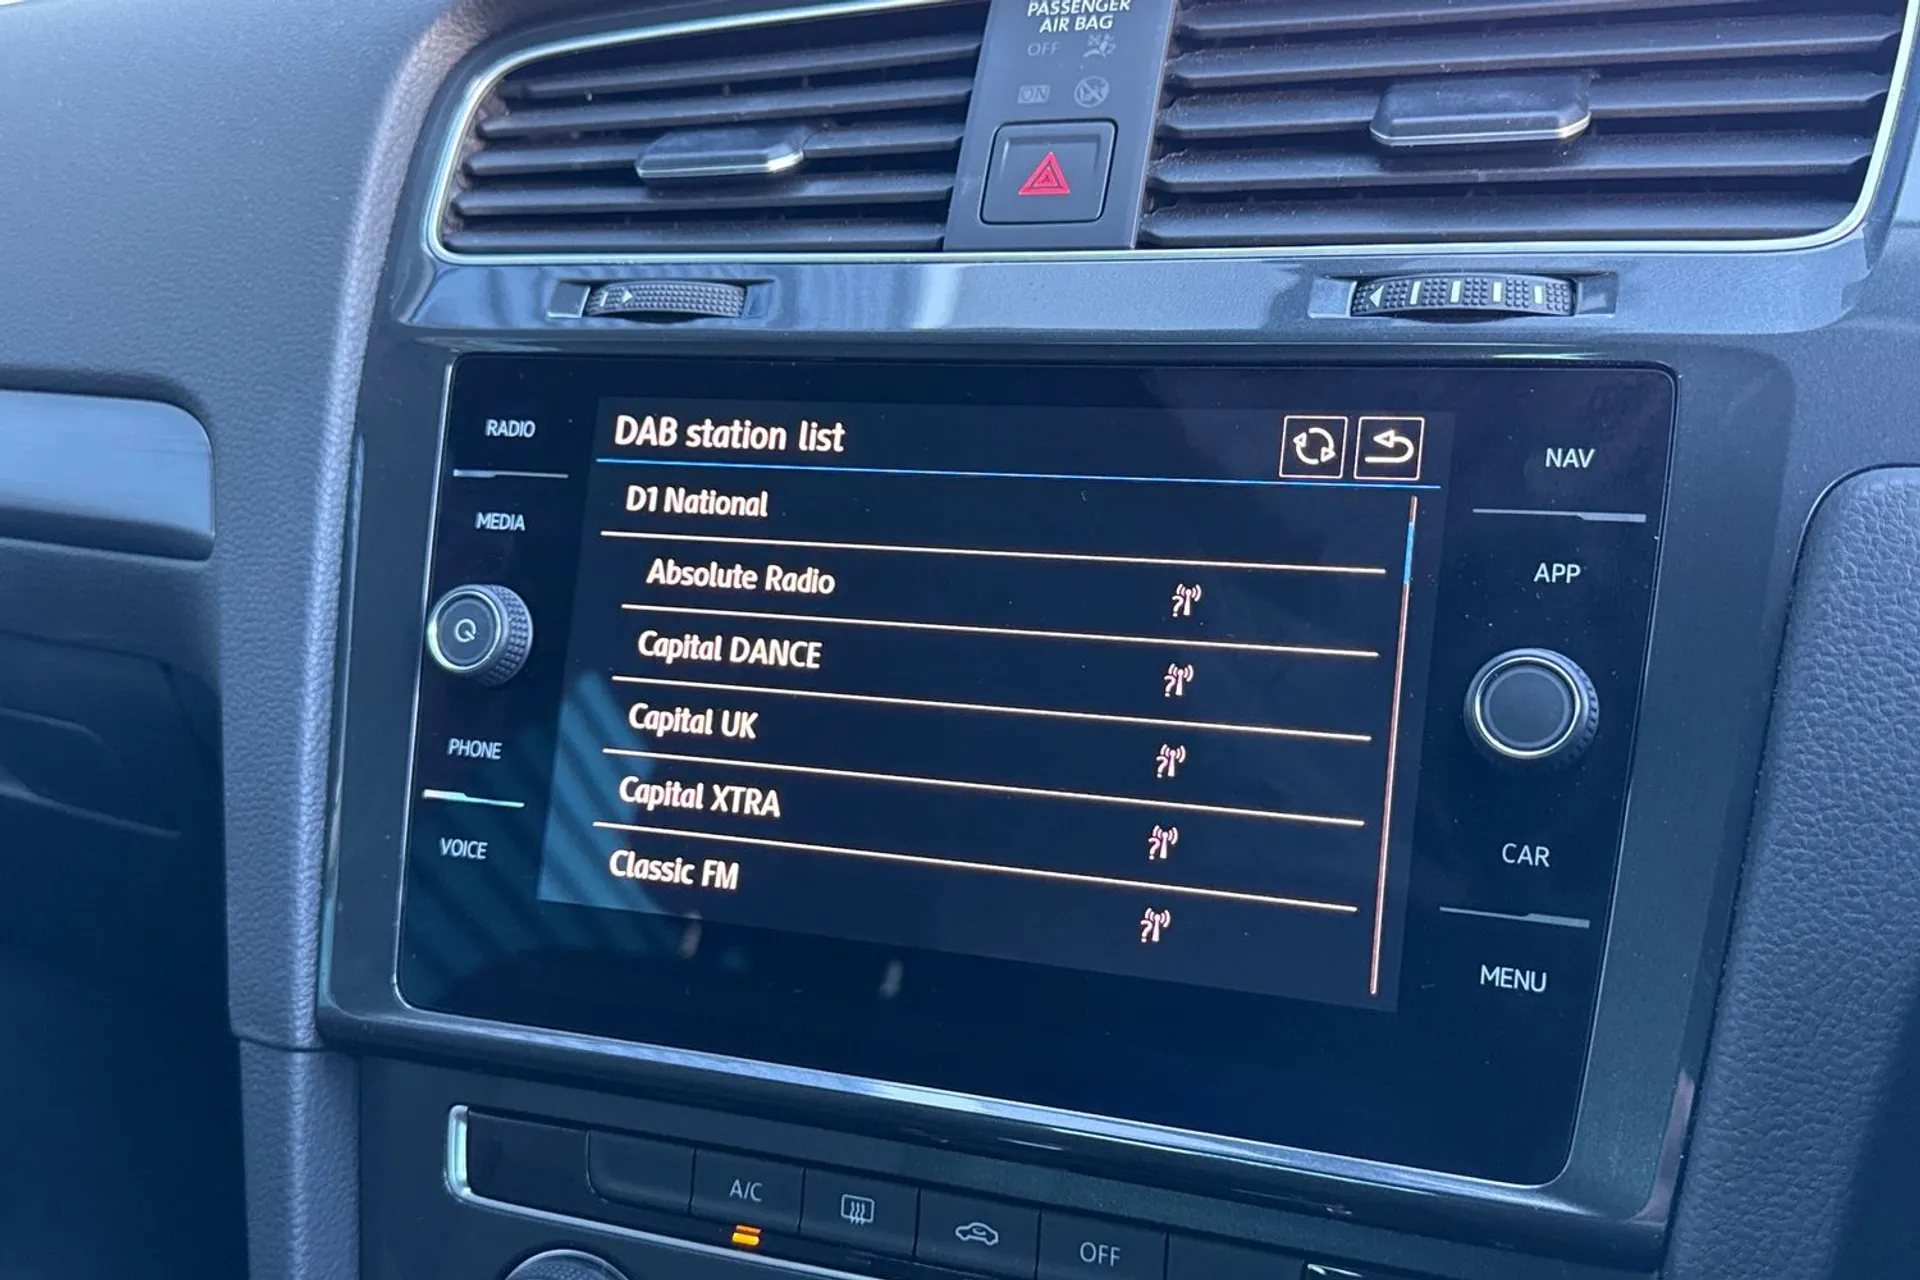 PASSENGER
AIR BAG
OFF
ON
RADIO
MEDIA
PHONE
VOICE
DAB station list
D1 National
Absolute Radio
Capital DANCE
Capital UK
Capital XTRA
Classic FM
NAV
APP
CAR
MENU
A/C
OFF